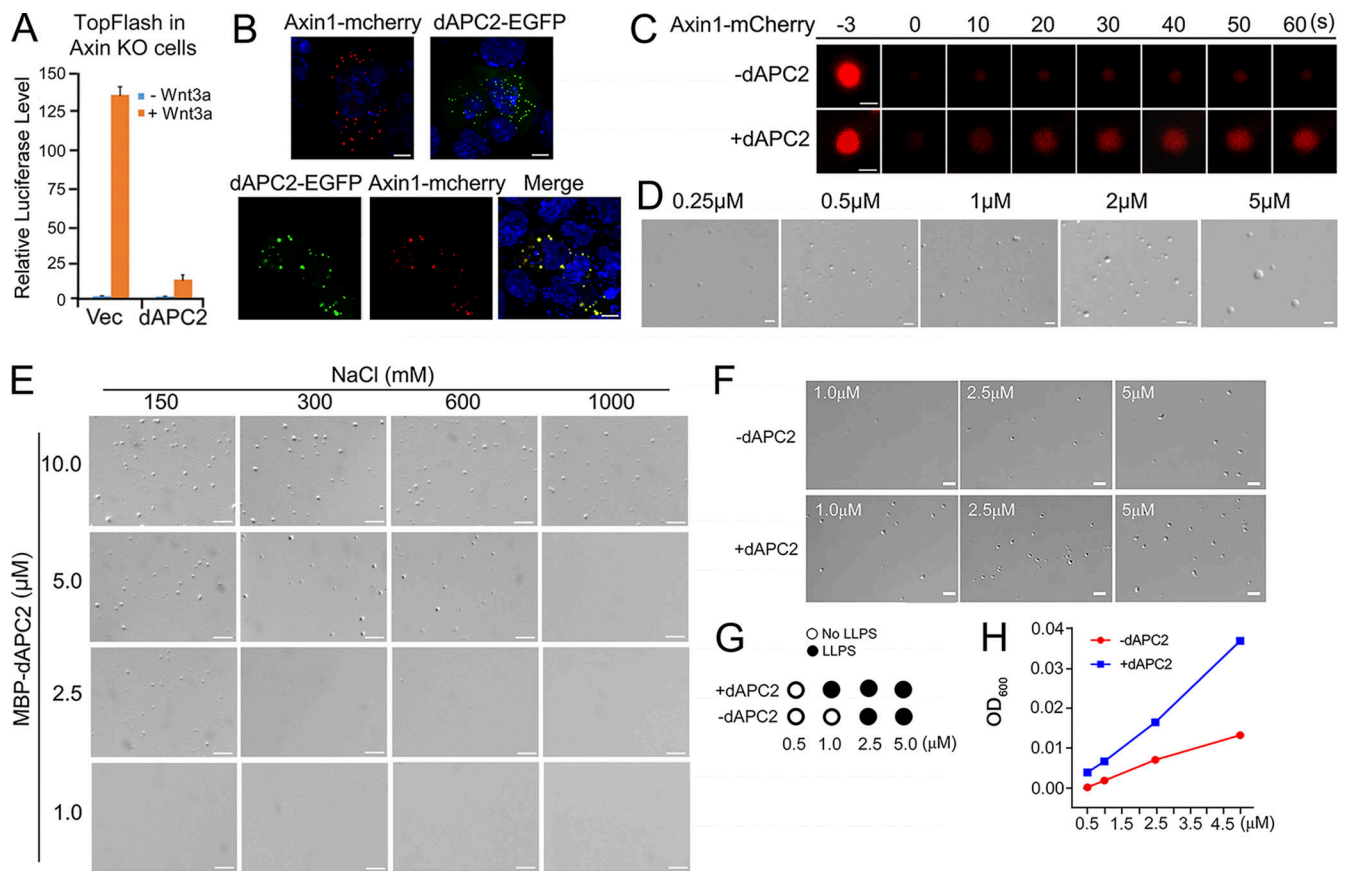 A
TopFlash in
Axin KO cells
Relative Luciferase Level
150
125
100
75
50
25
0
- Wnt3a
+ Wnt3a
Vec dAPC2
B
Axin1-mcherry dAPC2-EGFP
dAPC2-EGFP Axin1-mcherry Merge
C
Axin1-mCherry -3 0 10 20 30 40 50 60 (s)
-dAPC2
+dAPC2
D
0.25μM 0.5μM 1μM 2μM 5μM
E
NaCl (mM)
150 300 600 1000
MBP-dAPC2 (μM)
10.0
5.0
2.5
1.0
F
-dAPC2 1.0μM 2.5μM 5μM
+dAPC2 1.0μM 2.5μM 5μM
G
No LLPS
LLPS
+dAPC2
-dAPC2
0.5 1.0 2.5 5.0 (μM)
H
OD600
0.04
0.03
0.02
0.01
0.00
-dAPC2
+dAPC2
0.5 1.5 2.5 3.5 4.5 (μM)